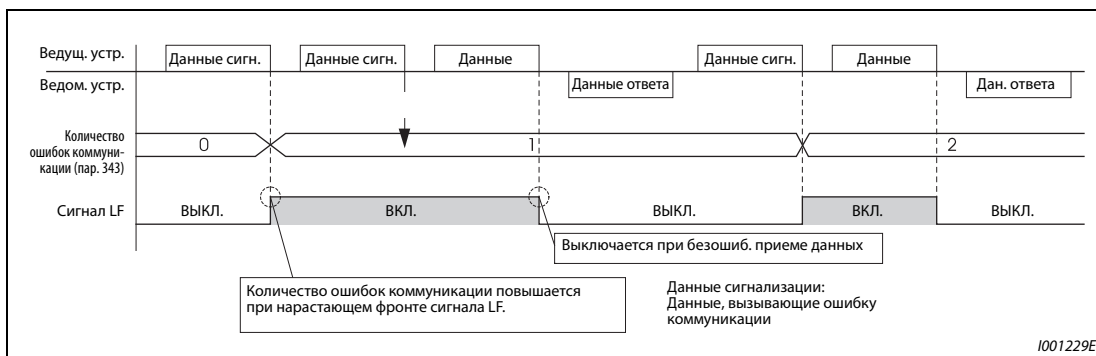 Ведущ. устр.
Данные сигн. Данные сигн. Данные Данные сигн. Данные
Ведом. устр.
Данные ответа Дан. ответа
Количество
ошибок коммуни-
кации (пар. 343)
0 1 2
Сигнал LF
ВЫКЛ. ВКЛ. ВЫКЛ. ВКЛ. ВЫКЛ.
Выключается при безошиб. приеме данных
Количество ошибок коммуникации повышается
при нарастающем фронте сигнала LF.
Данные сигнализации:
Данные, вызывающие ошибку
коммуникации
I001229E